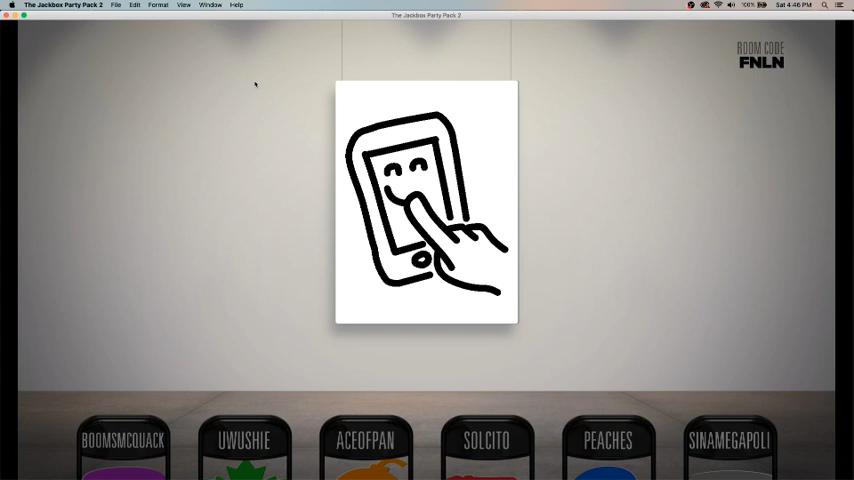 The Jackbox Party Pack 2 File Edit Format View Window Help 100% Sat 4:46 PM
The Jackbox Party Pack 2
ROOM CODE
FNLN
BOOMSMCQUACK UWUSHIE ACEOFPAN SOLCITO PEACHES SINAMEGAPOLI